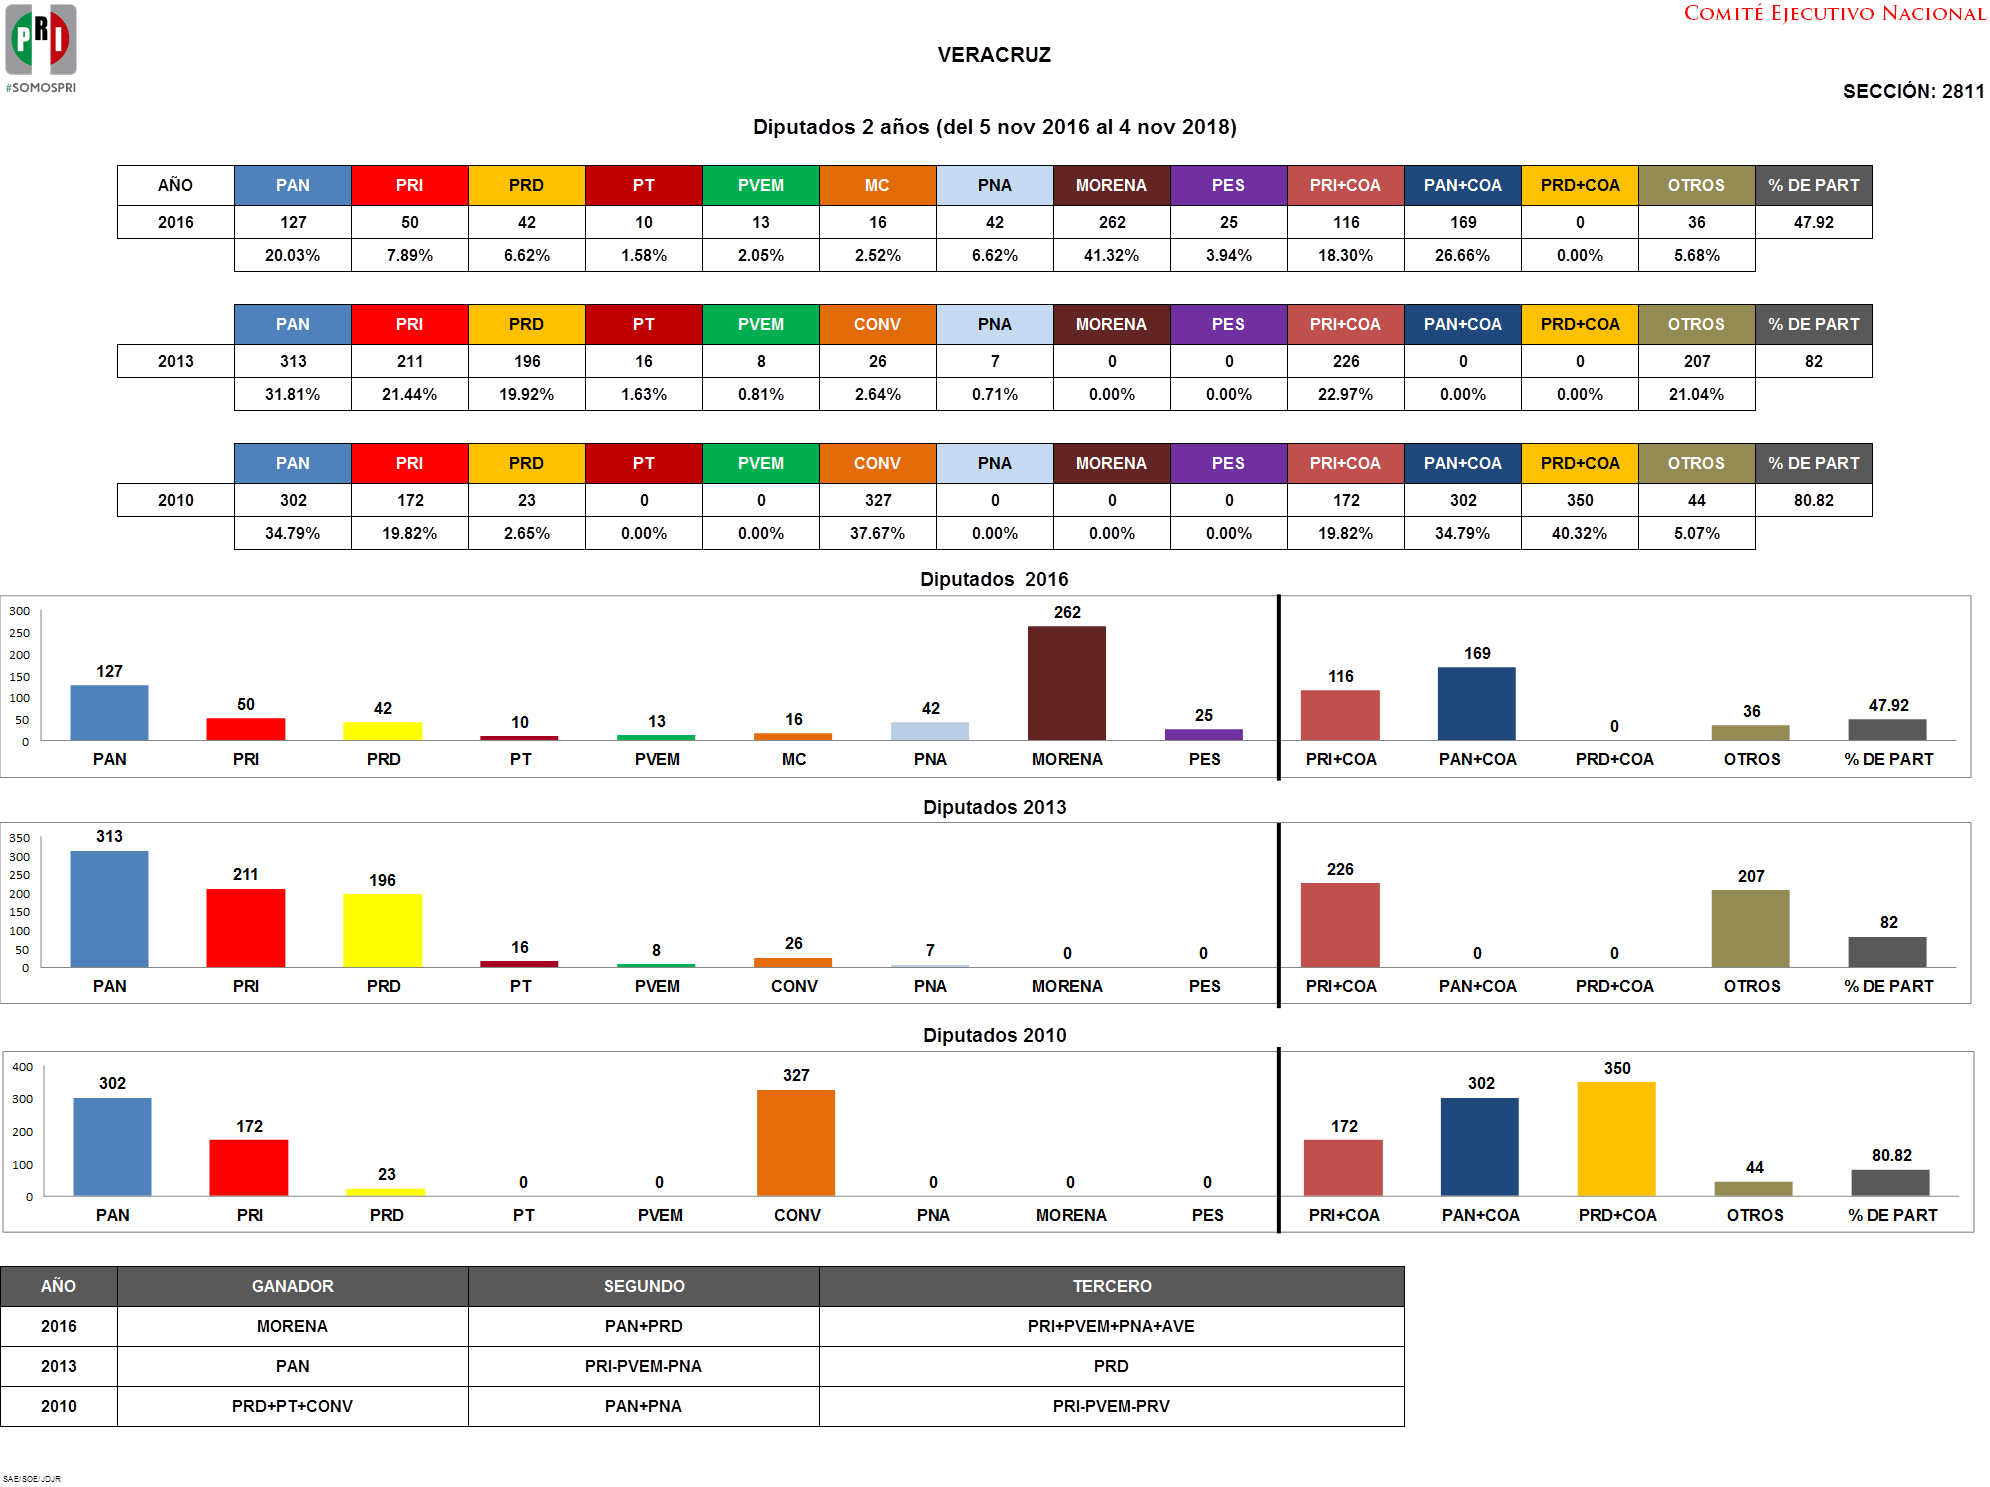 COMITÉ EJECUTIVO NACIONAL
PRI
#SOMOSPRI
VERACRUZ
SECCIÓN: 2811
Diputados 2 años (del 5 nov 2016 al 4 nov 2018)
AÑO PAN PRI PRD PT PVEM MC PNA MORENA PES PRI+COA PAN+COA PRD+COA OTROS % DE PART
2016 127 50 42 10 13 16 42 262 25 116 169 0 36 47.92
20.03% 7.89% 6.62% 1.58% 2.05% 2.52% 6.62% 41.32% 3.94% 18.30% 26.66% 0.00% 5.68%
PAN PRI PRD PT PVEM CONV PNA MORENA PES PRI+COA PAN+COA PRD+COA OTROS % DE PART
2013 313 211 196 16 8 26 7 0 0 226 0 0 207 82
31.81% 21.44% 19.92% 1.63% 0.81% 2.64% 0.71% 0.00% 0.00% 22.97% 0.00% 0.00% 21.04%
PAN PRI PRD PT PVEM CONV PNA MORENA PES PRI+COA PAN+COA PRD+COA OTROS % DE PART
2010 302 172 23 0 0 327 0 0 0 172 302 350 44 80.82
34.79% 19.82% 2.65% 0.00% 0.00% 37.67% 0.00% 0.00% 0.00% 19.82% 34.79% 40.32% 5.07%
Diputados 2016
300
250
200
150
100
50
0
127 50 42 10 13 16 42 262 25 116 169 0 36 47.92
PAN PRI PRD PT PVEM MC PNA MORENA PES PRI+COA PAN+COA PRD+COA OTROS % DE PART
Diputados 2013
350
300
250
200
150
100
50
0
313 211 196 16 8 26 7 0 0 226 0 0 207 82
PAN PRI PRD PT PVEM CONV PNA MORENA PES PRI+COA PAN+COA PRD+COA OTROS % DE PART
Diputados 2010
400
300
200
100
0
302 172 23 0 0 327 0 0 0 172 302 350 44 80.82
PAN PRI PRD PT PVEM CONV PNA MORENA PES PRI+COA PAN+COA PRD+COA OTROS % DE PART
AÑO GANADOR SEGUNDO TERCERO
2016 MORENA PAN+PRD PRI+PVEM+PNA+AVE
2013 PAN PRI-PVEM-PNA PRD
2010 PRD+PT+CONV PAN+PNA PRI-PVEM-PRV
SAE/SOE/JDJR